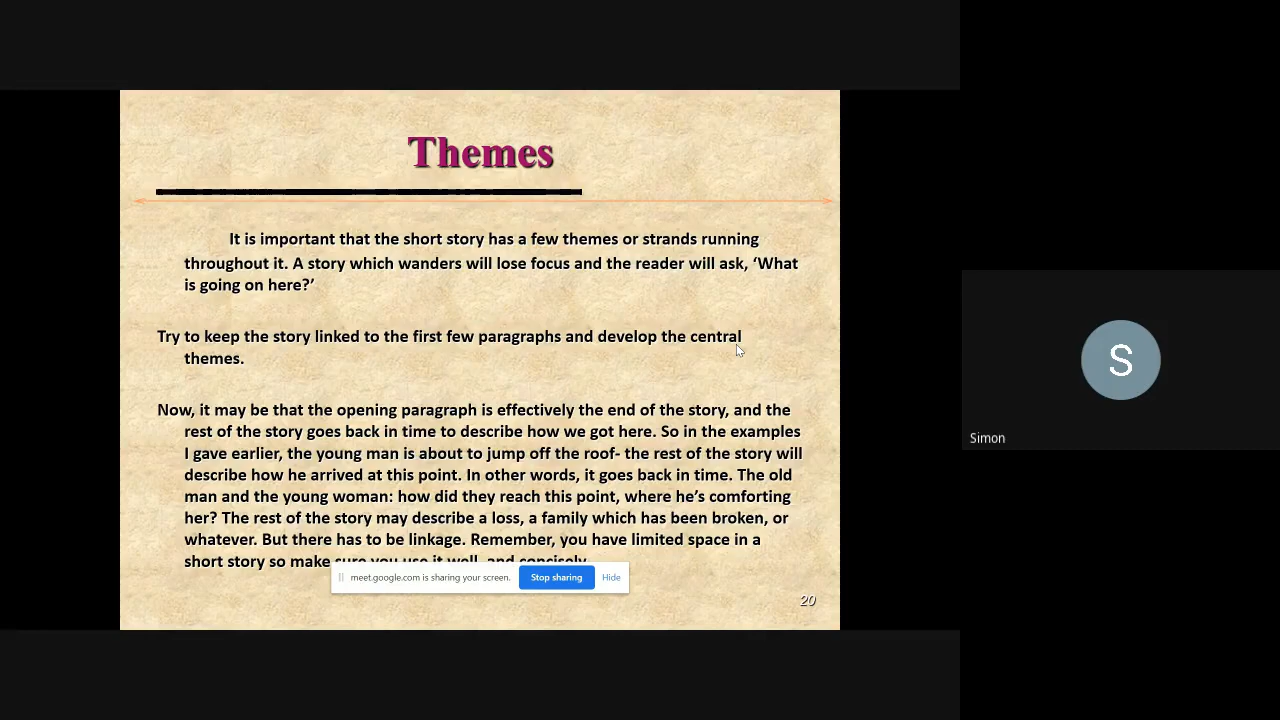 Themes
It is important that the short story has a few themes or strands running
throughout it. A story which wanders will lose focus and the reader will ask, ‘What
is going on here?’
Try to keep the story linked to the first few paragraphs and develop the central
themes.
Now, it may be that the opening paragraph is effectively the end of the story, and the
rest of the story goes back in time to describe how we got here. So in the examples
I gave earlier, the young man is about to jump off the roof- the rest of the story will
describe how he arrived at this point. In other words, it goes back in time. The old
man and the young woman: how did they reach this point, where he’s comforting
her? The rest of the story may describe a loss, a family which has been broken, or
whatever. But there has to be linkage. Remember, you have limited space in a
short story so make sure you use it well, and concisely.
meet.google.com is sharing your screen.
Stop sharing
Hide
20
S
Simon